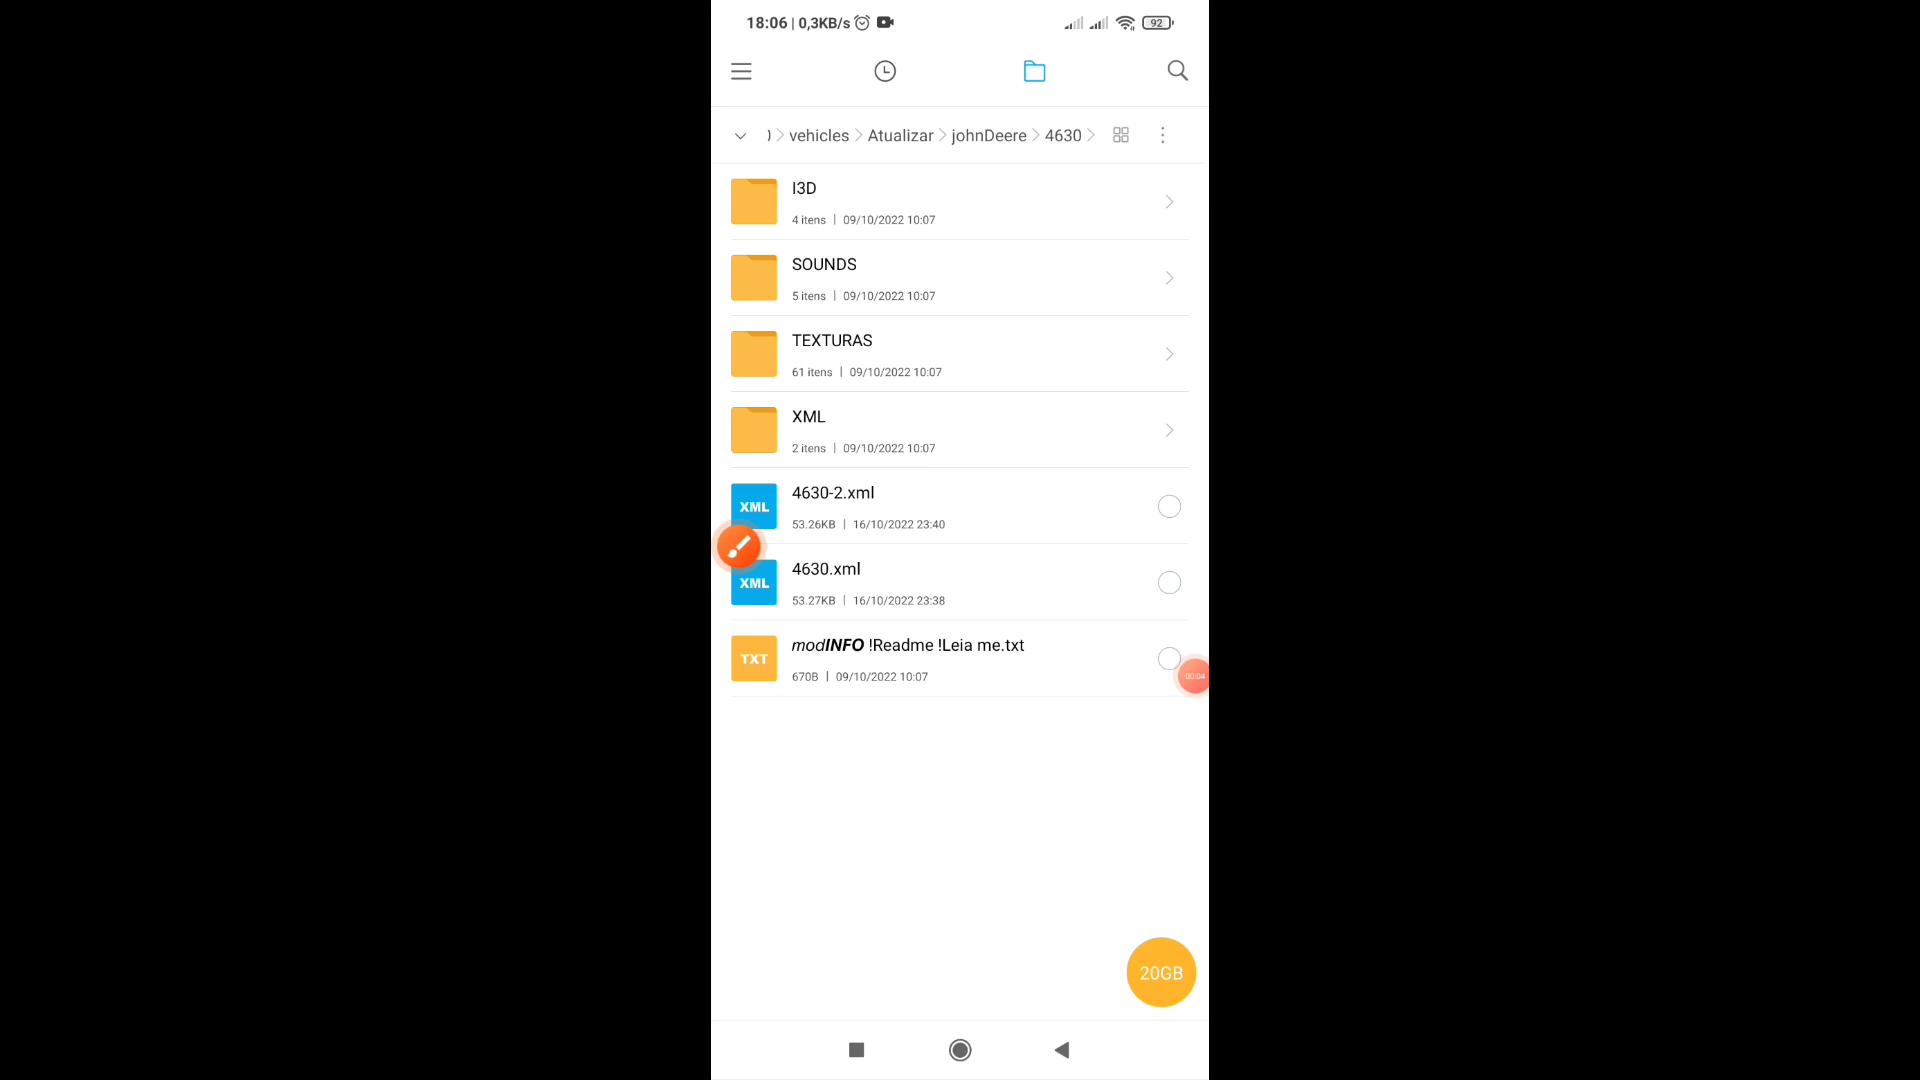 18:06 | 0,3KB/s 92
) > vehicles > Atualizar > johnDeere > 4630 >
I3D
4 itens | 09/10/2022 10:07
SOUNDS
5 itens | 09/10/2022 10:07
TEXTURAS
61 itens | 09/10/2022 10:07
XML
2 itens | 09/10/2022 10:07
XML 4630-2.xml
53.26KB | 16/10/2022 23:40
XML 4630.xml
53.27KB | 16/10/2022 23:38
TXT modINFO !Readme !Leia me.txt
670B | 09/10/2022 10:07
00:04
20GB